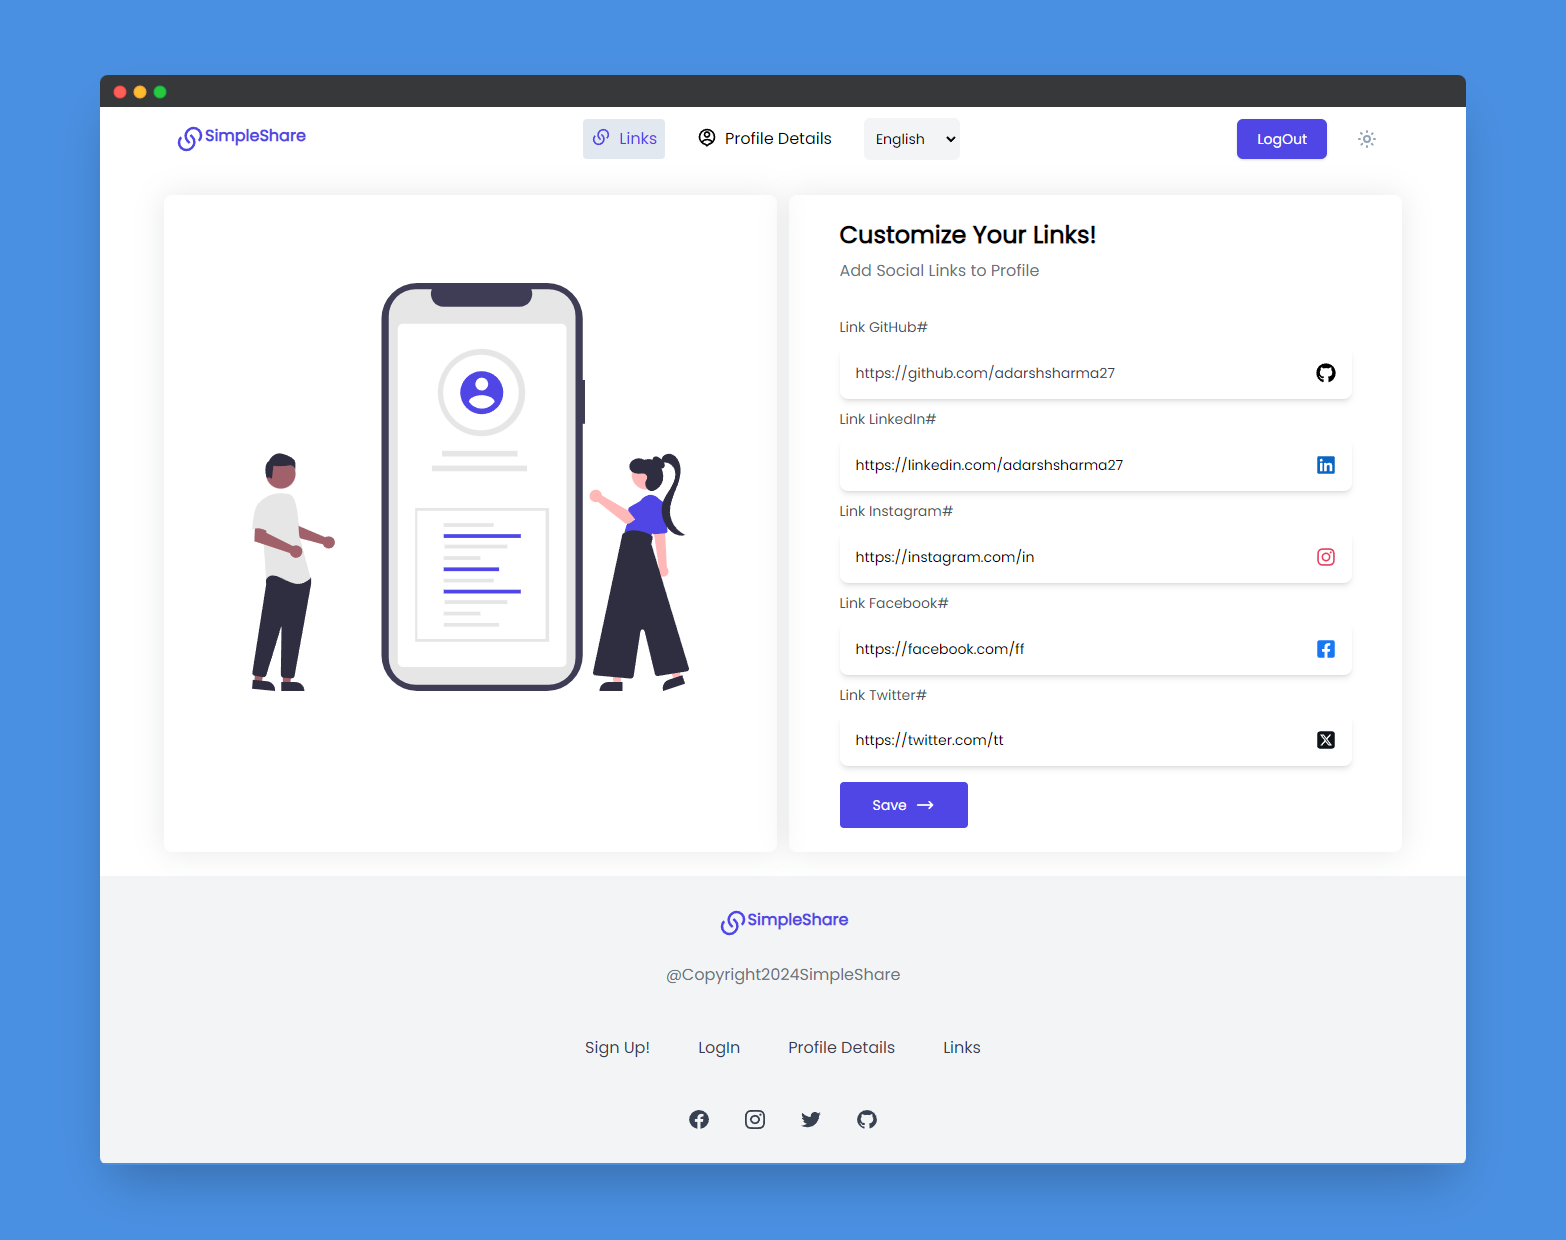 SimpleShare
Links
Profile Details
English
LogOut
Customize Your Links!
Add Social Links to Profile
Link GitHub#
https://github.com/adarshsharma27
Link LinkedIn#
https://linkedin.com/adarshsharma27
Link Instagram#
https://instagram.com/in
Link Facebook#
https://facebook.com/ff
Link Twitter#
https://twitter.com/tt
Save
SimpleShare
@Copyright2024SimpleShare
Sign Up!
LogIn
Profile Details
Links